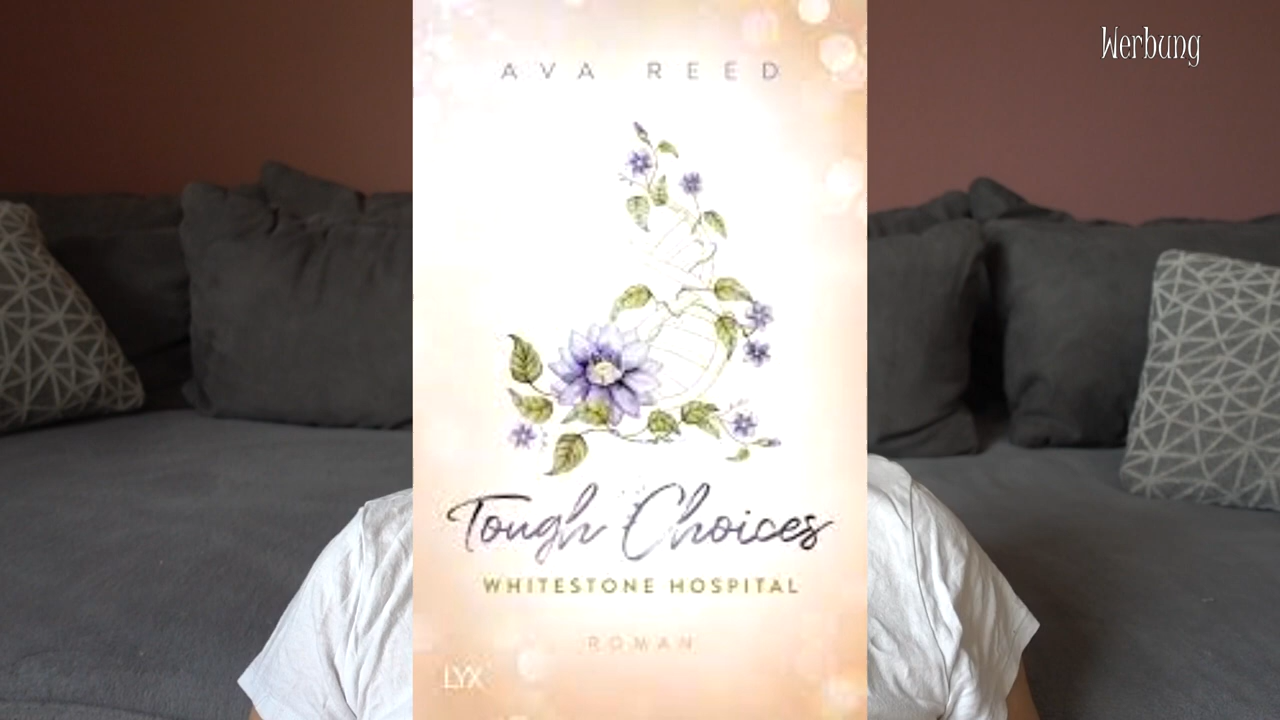 Werbung
AVA REED
Tough Choices
WHITESTONE HOSPITAL
ROMAN
LYX